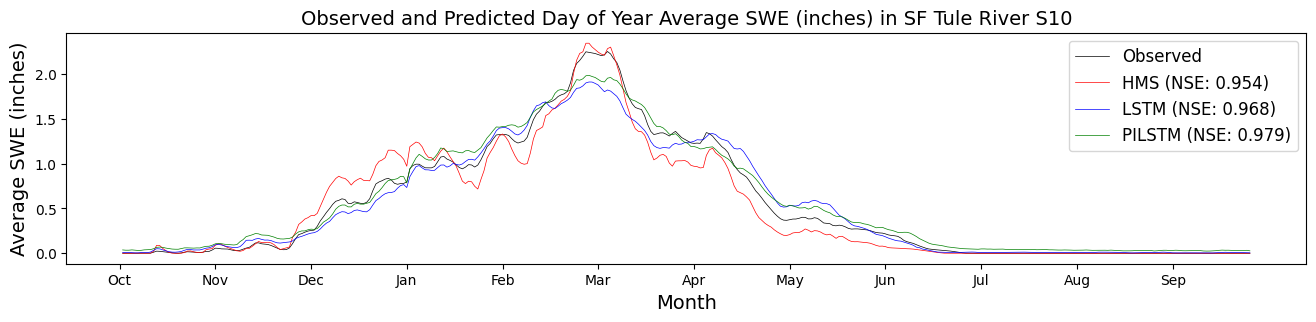 Observed and Predicted Day of Year Average SWE (inches) in SF Tule River S10
Average SWE (inches)
2.0
1.5
1.0
0.5
0.0
Observed
HMS (NSE: 0.954)
LSTM (NSE: 0.968)
PILSTM (NSE: 0.979)
Oct Nov Dec Jan Feb Mar Apr May Jun Jul Aug Sep
Month